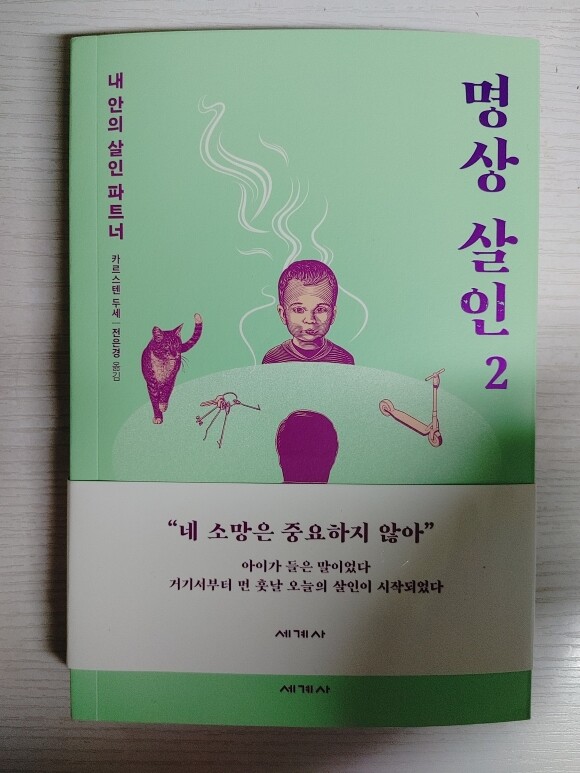 명상 살인 2
내 안의 살인 파트너
카르스텐 두세 | 전은경 옮김
“네 소망은 중요하지 않아”
아이가 들은 말이었다
거기서부터 먼 훗날 오늘의 살인이 시작되었다
세계사
세계사